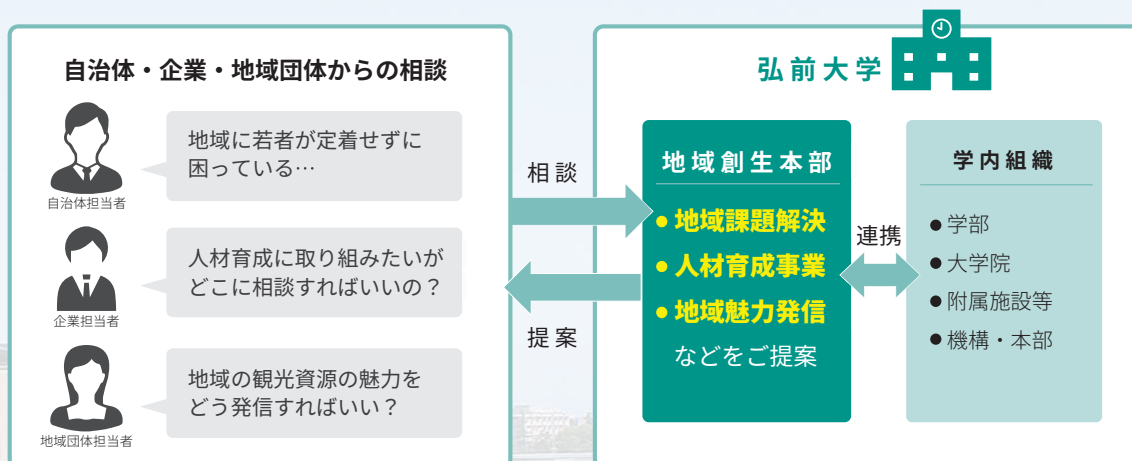 自治体・企業・地域団体からの相談
自治体担当者
地域に若者が定着せずに
困っている…
企業担当者
人材育成に取り組みたいが
どこに相談すればいいの？
地域団体担当者
地域の観光資源の魅力を
どう発信すればいい？
相談
提案
弘前大学
地域創生本部
● 地域課題解決
● 人材育成事業
● 地域魅力発信
などをご提案
連携
学内組織
● 学部
● 大学院
● 附属施設等
● 機構・本部